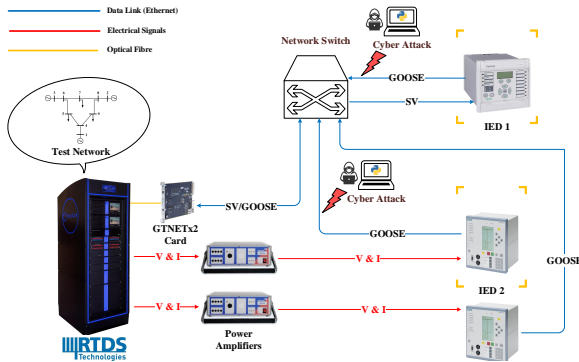 Data Link (Ethernet)
Electrical Signals
Optical Fibre
Network Switch
Cyber Attack
GOOSE
SV
IED 1
Test Network
GTNETx2
Card
SV/GOOSE
Cyber Attack
GOOSE
GOOSE
V & I
V & I
IED 2
V & I
V & I
Power
Amplifiers
RTDS
Technologies